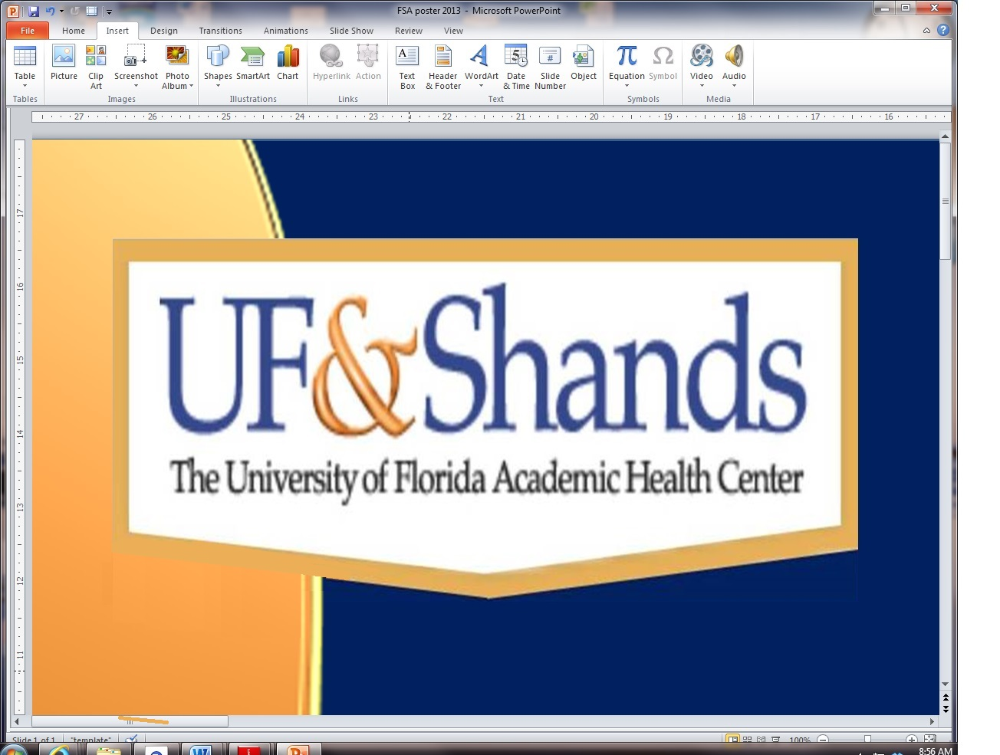 FSA poster 2013 - Microsoft PowerPoint
File Home Insert Design Transitions Animations Slide Show Review View
Table Picture Clip Art Screenshot Photo Album Shapes SmartArt Chart Hyperlink Action Text Box Header & Footer WordArt Date & Time Slide Number Object Equation Symbol Video Audio
Tables Images Illustrations Links Text Symbols Media
27 26 25 24 23 22 21 20 19 18 17 16
17
16
15
14
13
12
11
UF&Shands
The University of Florida Academic Health Center
Slide 1 of 1 "template" 100%
8:56 AM